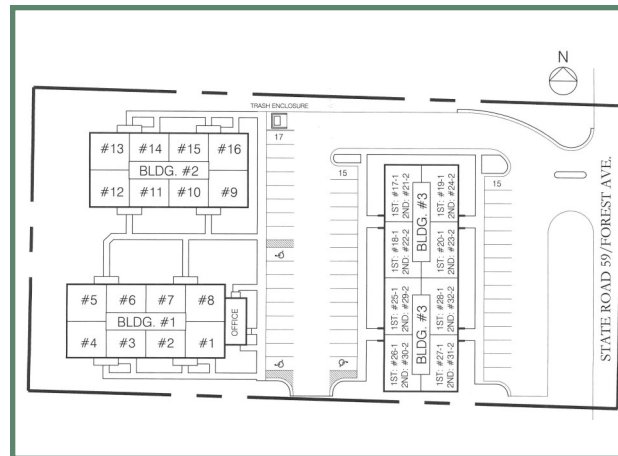 N
TRASH ENCLOSURE
17
#13 #14 #15 #16
BLDG. #2
#12 #11 #10 #9
15
15
1ST: #17-1
2ND: #21-2
1ST: #19-1
2ND: #24-2
BLDG. #3
1ST: #18-1
2ND: #22-2
1ST: #20-1
2ND: #23-2
#5 #6 #7 #8
BLDG. #1
#4 #3 #2 #1
OFFICE
1ST: #25-1
2ND: #29-2
1ST: #28-1
2ND: #32-2
BLDG. #3
1ST: #26-1
2ND: #30-2
1ST: #27-1
2ND: #31-2
STATE ROAD 59/FOREST AVE.